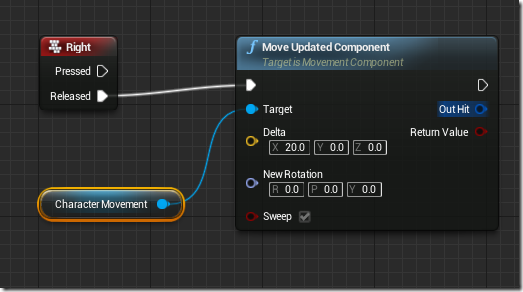 Right
Pressed
Released
Character Movement
f Move Updated Component
Target is Movement Component
Target
Out Hit
Delta
Return Value
X 20.0 Y 0.0 Z 0.0
New Rotation
R 0.0 P 0.0 Y 0.0
Sweep